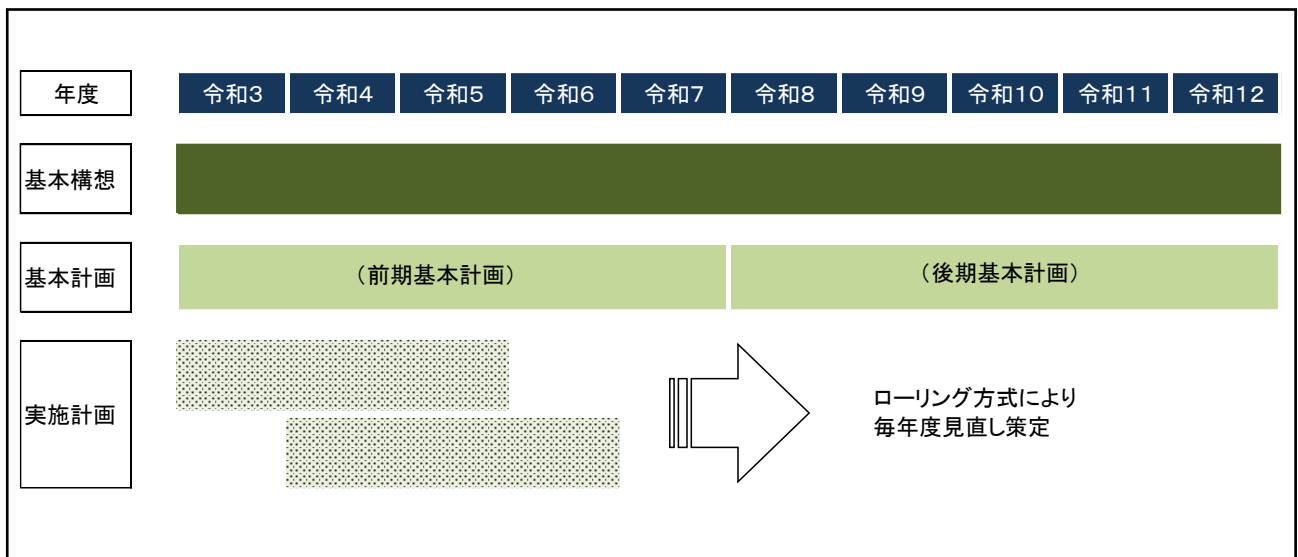 年度
令和3 令和4 令和5 令和6 令和7 令和8 令和9 令和10 令和11 令和12
基本構想
基本計画
（前期基本計画） （後期基本計画）
実施計画
ローリング方式により
毎年度見直し策定